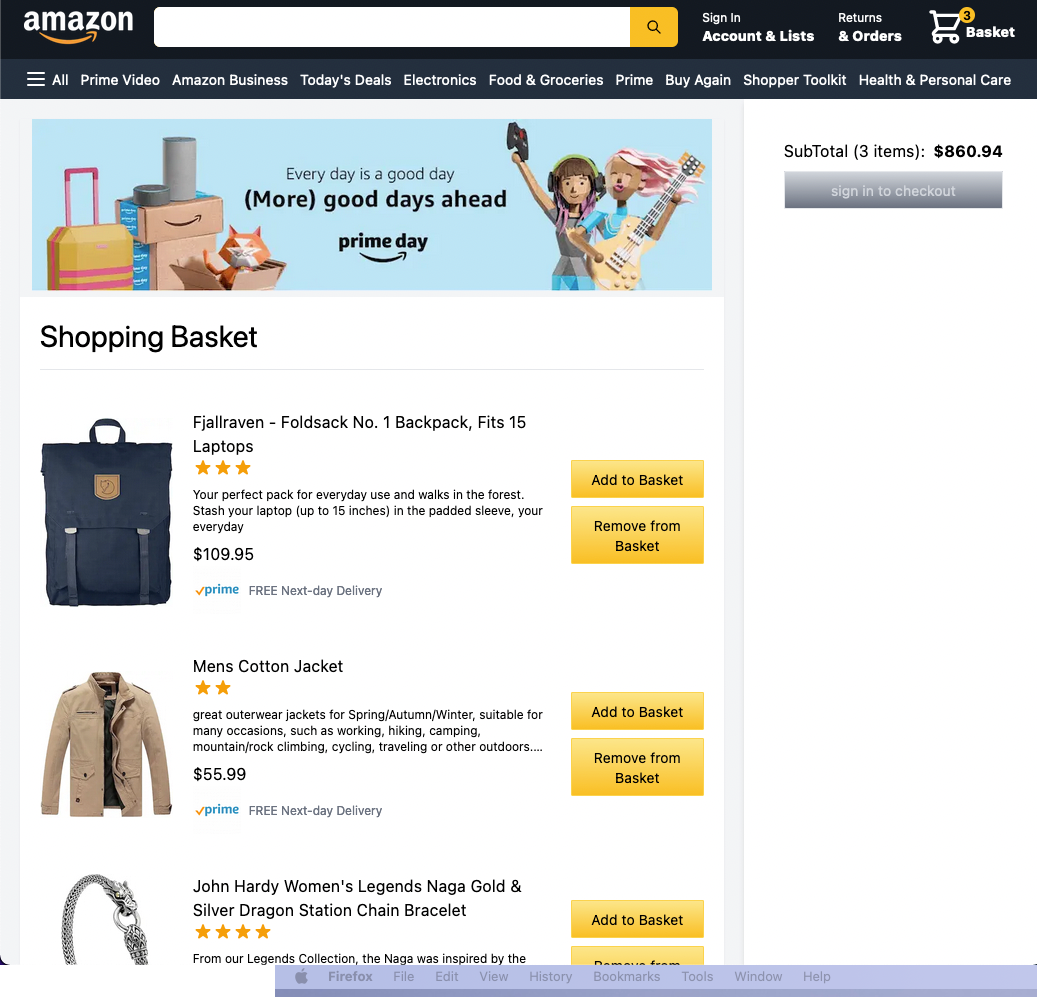 amazon
Sign In
Account & Lists
Returns
& Orders
3
Basket
All Prime Video Amazon Business Today's Deals Electronics Food & Groceries Prime Buy Again Shopper Toolkit Health & Personal Care
Every day is a good day
(More) good days ahead
prime day
SubTotal (3 items): $860.94
sign in to checkout
Shopping Basket
Fjallraven - Foldsack No. 1 Backpack, Fits 15
Laptops
Your perfect pack for everyday use and walks in the forest.
Stash your laptop (up to 15 inches) in the padded sleeve, your
everyday
$109.95
prime FREE Next-day Delivery
Add to Basket
Remove from
Basket
Mens Cotton Jacket
great outerwear jackets for Spring/Autumn/Winter, suitable for
many occasions, such as working, hiking, camping,
mountain/rock climbing, cycling, traveling or other outdoors....
$55.99
prime FREE Next-day Delivery
Add to Basket
Remove from
Basket
John Hardy Women's Legends Naga Gold &
Silver Dragon Station Chain Bracelet
From our Legends Collection, the Naga was inspired by the
Add to Basket
Remove from
Firefox File Edit View History Bookmarks Tools Window Help